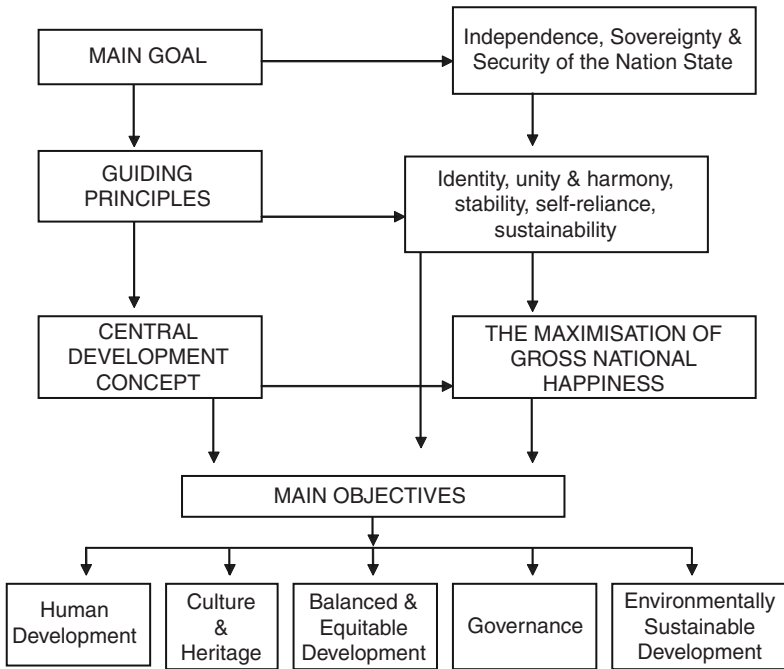 MAIN GOAL
Independence, Sovereignty &
Security of the Nation State
GUIDING
PRINCIPLES
Identity, unity & harmony,
stability, self-reliance,
sustainability
CENTRAL
DEVELOPMENT
CONCEPT
THE MAXIMISATION OF
GROSS NATIONAL
HAPPINESS
MAIN OBJECTIVES
Human
Development
Culture
&
Heritage
Balanced &
Equitable
Development
Governance
Environmentally
Sustainable
Development